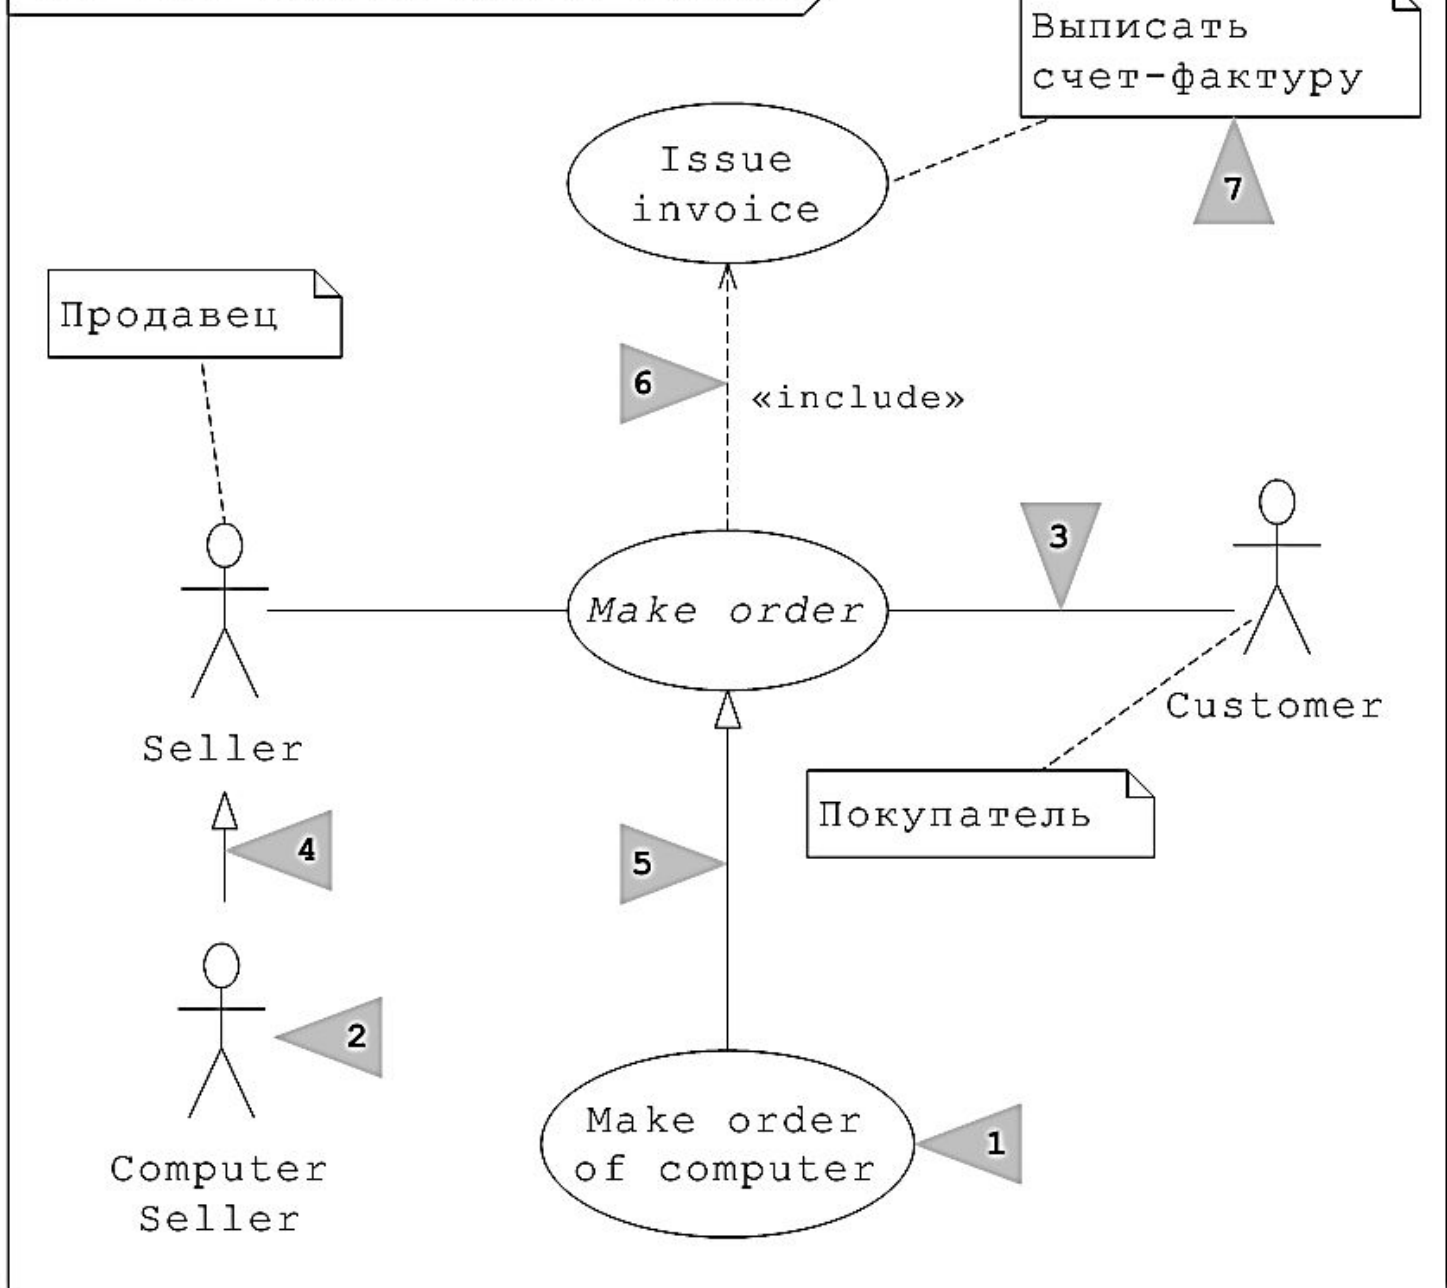 Выписать
счет-фактуру
Issue
invoice
7
Продавец
6
«include»
3
Make order
Customer
Seller
Покупатель
4
5
2
Make order
of computer
1
Computer
Seller